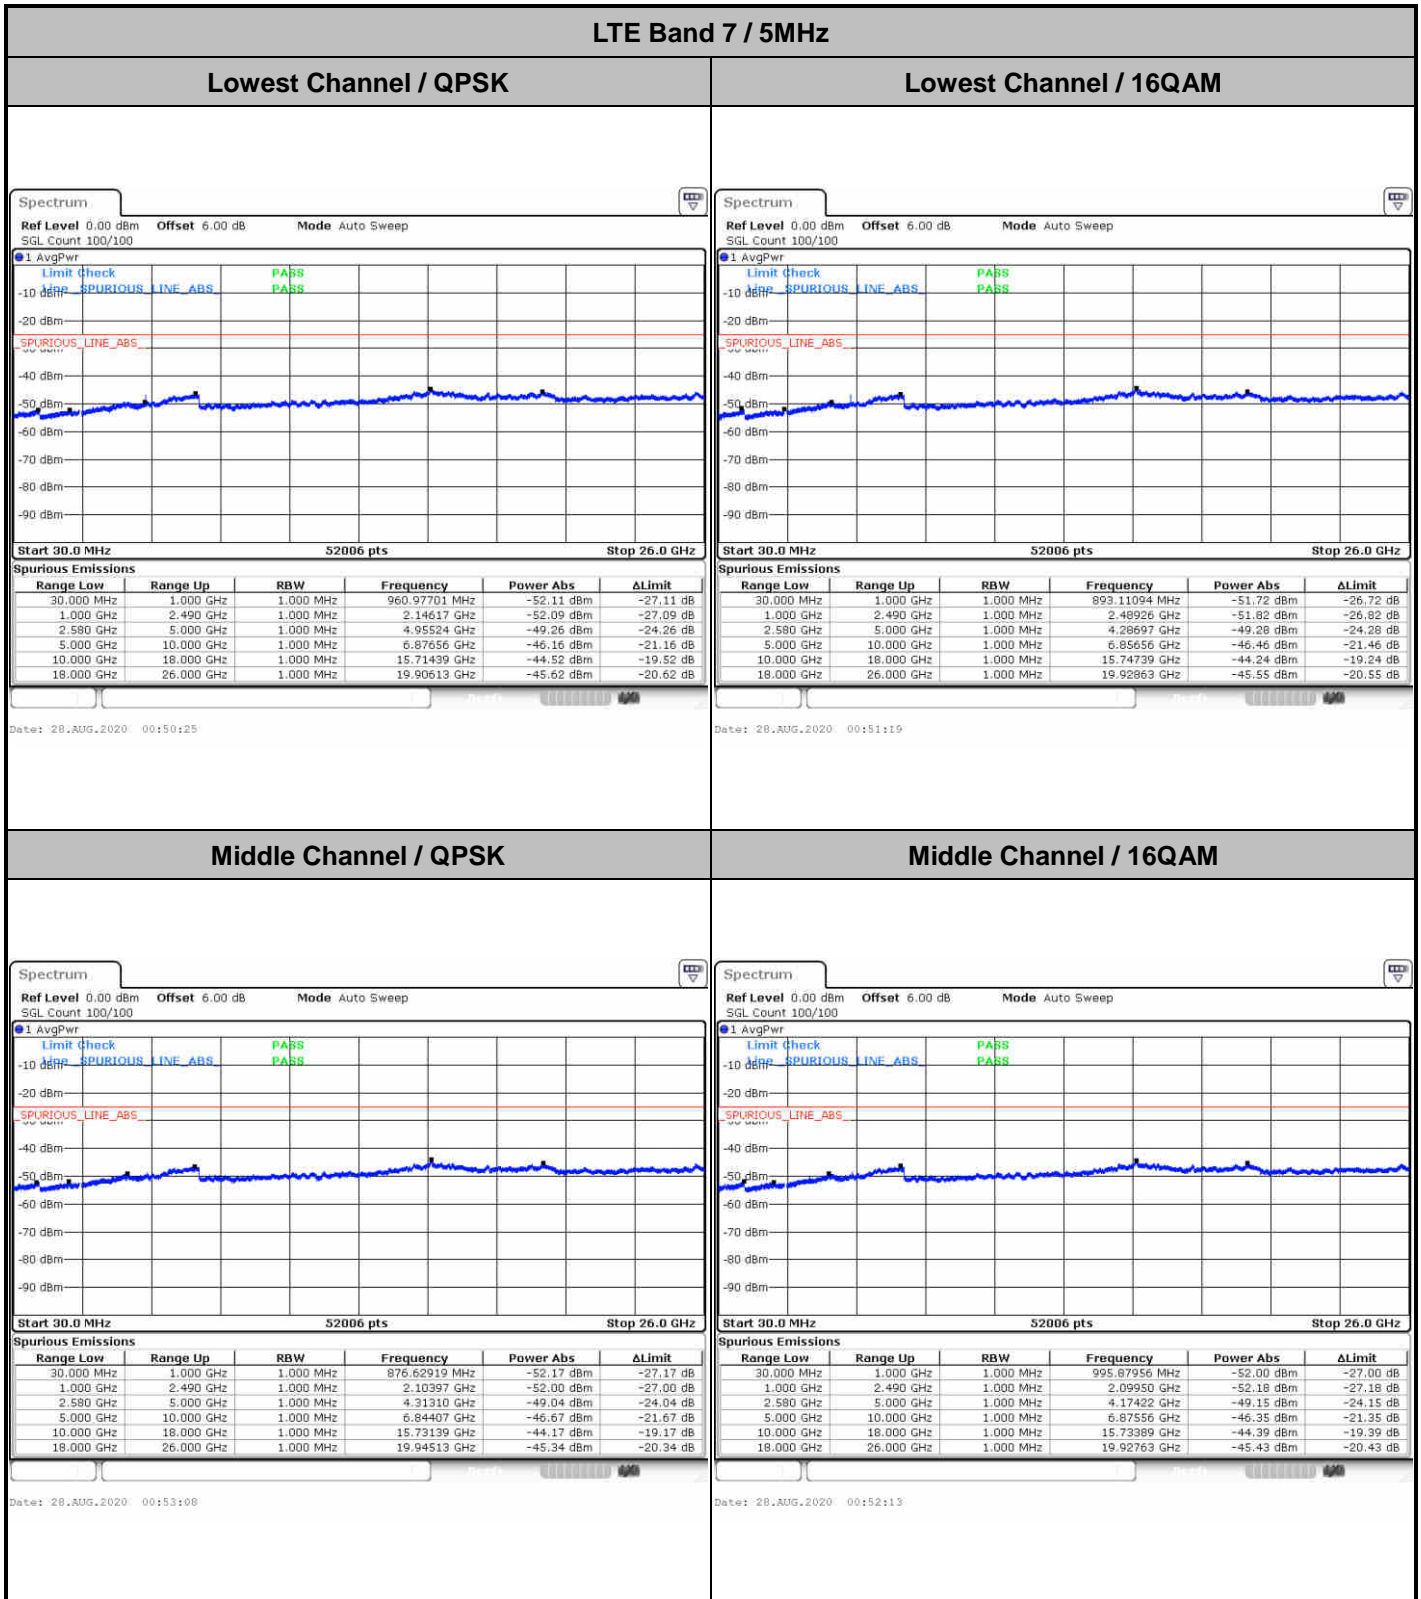 LTE Band 7 / 5MHz
Lowest Channel / QPSK
Lowest Channel / 16QAM
Spectrum
Ref Level 0.00 dBm Offset 6.00 dB Mode Auto Sweep
SGL Count 100/100
1 AvgPwr
Limit Check PASS
Line _SPURIOUS_LINE_ABS_ PASS
-10 dBm
-20 dBm
_SPURIOUS_LINE_ABS_
-40 dBm
-50 dBm
-60 dBm
-70 dBm
-80 dBm
-90 dBm
Start 30.0 MHz 52006 pts Stop 26.0 GHz
Spurious Emissions
Range Low Range Up RBW Frequency Power Abs ΔLimit
30.000 MHz 1.000 GHz 1.000 MHz 960.97701 MHz -52.11 dBm -27.11 dB
1.000 GHz 2.490 GHz 1.000 MHz 2.14617 GHz -52.09 dBm -27.09 dB
2.580 GHz 5.000 GHz 1.000 MHz 4.95524 GHz -49.26 dBm -24.26 dB
5.000 GHz 10.000 GHz 1.000 MHz 6.87656 GHz -46.16 dBm -21.16 dB
10.000 GHz 18.000 GHz 1.000 MHz 15.71439 GHz -44.52 dBm -19.52 dB
18.000 GHz 26.000 GHz 1.000 MHz 19.90613 GHz -45.62 dBm -20.62 dB
Date: 28.AUG.2020 00:50:25
Spectrum
Ref Level 0.00 dBm Offset 6.00 dB Mode Auto Sweep
SGL Count 100/100
1 AvgPwr
Limit Check PASS
Line _SPURIOUS_LINE_ABS_ PASS
-10 dBm
-20 dBm
_SPURIOUS_LINE_ABS_
-40 dBm
-50 dBm
-60 dBm
-70 dBm
-80 dBm
-90 dBm
Start 30.0 MHz 52006 pts Stop 26.0 GHz
Spurious Emissions
Range Low Range Up RBW Frequency Power Abs ΔLimit
30.000 MHz 1.000 GHz 1.000 MHz 893.11094 MHz -51.72 dBm -26.72 dB
1.000 GHz 2.490 GHz 1.000 MHz 2.48926 GHz -51.82 dBm -26.82 dB
2.580 GHz 5.000 GHz 1.000 MHz 4.28697 GHz -49.28 dBm -24.28 dB
5.000 GHz 10.000 GHz 1.000 MHz 6.85656 GHz -46.46 dBm -21.46 dB
10.000 GHz 18.000 GHz 1.000 MHz 15.74739 GHz -44.24 dBm -19.24 dB
18.000 GHz 26.000 GHz 1.000 MHz 19.92863 GHz -45.55 dBm -20.55 dB
Date: 28.AUG.2020 00:51:19
Middle Channel / QPSK
Middle Channel / 16QAM
Spectrum
Ref Level 0.00 dBm Offset 6.00 dB Mode Auto Sweep
SGL Count 100/100
1 AvgPwr
Limit Check PASS
Line _SPURIOUS_LINE_ABS_ PASS
-10 dBm
-20 dBm
_SPURIOUS_LINE_ABS_
-40 dBm
-50 dBm
-60 dBm
-70 dBm
-80 dBm
-90 dBm
Start 30.0 MHz 52006 pts Stop 26.0 GHz
Spurious Emissions
Range Low Range Up RBW Frequency Power Abs ΔLimit
30.000 MHz 1.000 GHz 1.000 MHz 876.62919 MHz -52.17 dBm -27.17 dB
1.000 GHz 2.490 GHz 1.000 MHz 2.10397 GHz -52.00 dBm -27.00 dB
2.580 GHz 5.000 GHz 1.000 MHz 4.31310 GHz -49.04 dBm -24.04 dB
5.000 GHz 10.000 GHz 1.000 MHz 6.84407 GHz -46.67 dBm -21.67 dB
10.000 GHz 18.000 GHz 1.000 MHz 15.73139 GHz -44.17 dBm -19.17 dB
18.000 GHz 26.000 GHz 1.000 MHz 19.94513 GHz -45.34 dBm -20.34 dB
Date: 28.AUG.2020 00:53:08
Spectrum
Ref Level 0.00 dBm Offset 6.00 dB Mode Auto Sweep
SGL Count 100/100
1 AvgPwr
Limit Check PASS
Line _SPURIOUS_LINE_ABS_ PASS
-10 dBm
-20 dBm
_SPURIOUS_LINE_ABS_
-40 dBm
-50 dBm
-60 dBm
-70 dBm
-80 dBm
-90 dBm
Start 30.0 MHz 52006 pts Stop 26.0 GHz
Spurious Emissions
Range Low Range Up RBW Frequency Power Abs ΔLimit
30.000 MHz 1.000 GHz 1.000 MHz 995.87956 MHz -52.00 dBm -27.00 dB
1.000 GHz 2.490 GHz 1.000 MHz 2.09950 GHz -52.18 dBm -27.18 dB
2.580 GHz 5.000 GHz 1.000 MHz 4.17422 GHz -49.15 dBm -24.15 dB
5.000 GHz 10.000 GHz 1.000 MHz 6.87556 GHz -46.35 dBm -21.35 dB
10.000 GHz 18.000 GHz 1.000 MHz 15.73389 GHz -44.39 dBm -19.39 dB
18.000 GHz 26.000 GHz 1.000 MHz 19.92763 GHz -45.43 dBm -20.43 dB
Date: 28.AUG.2020 00:52:13